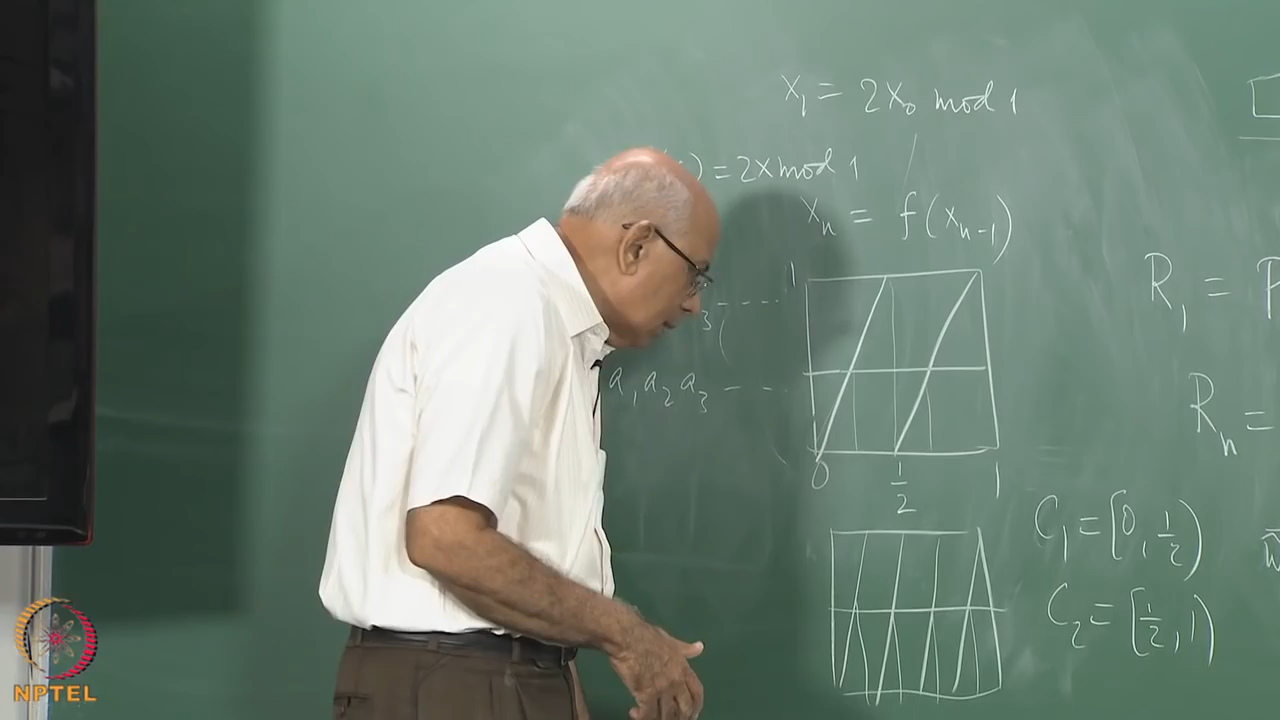 x₁ = 2x₀ mod 1
) = 2x mod 1
xₙ = f(xₙ₋₁)
1
R₁ = P
₃ - - ...
a₁ a₂ a₃ - - ..
Rₙ =
0 1/2 1
C₁ = [0, 1/2)
C₂ = [1/2, 1)
NPTEL